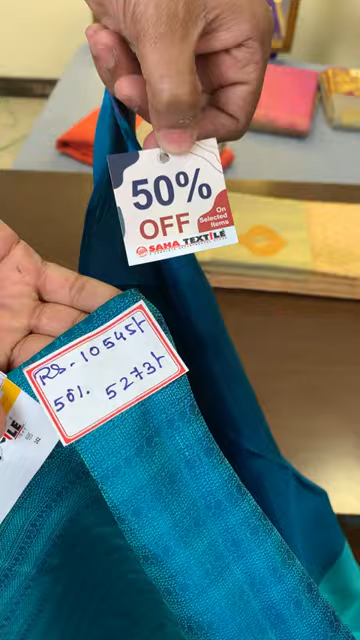 50%
OFF
On
Selected
Items
SAHA TEXTILE
RS-10545/-
50%. 5273/-